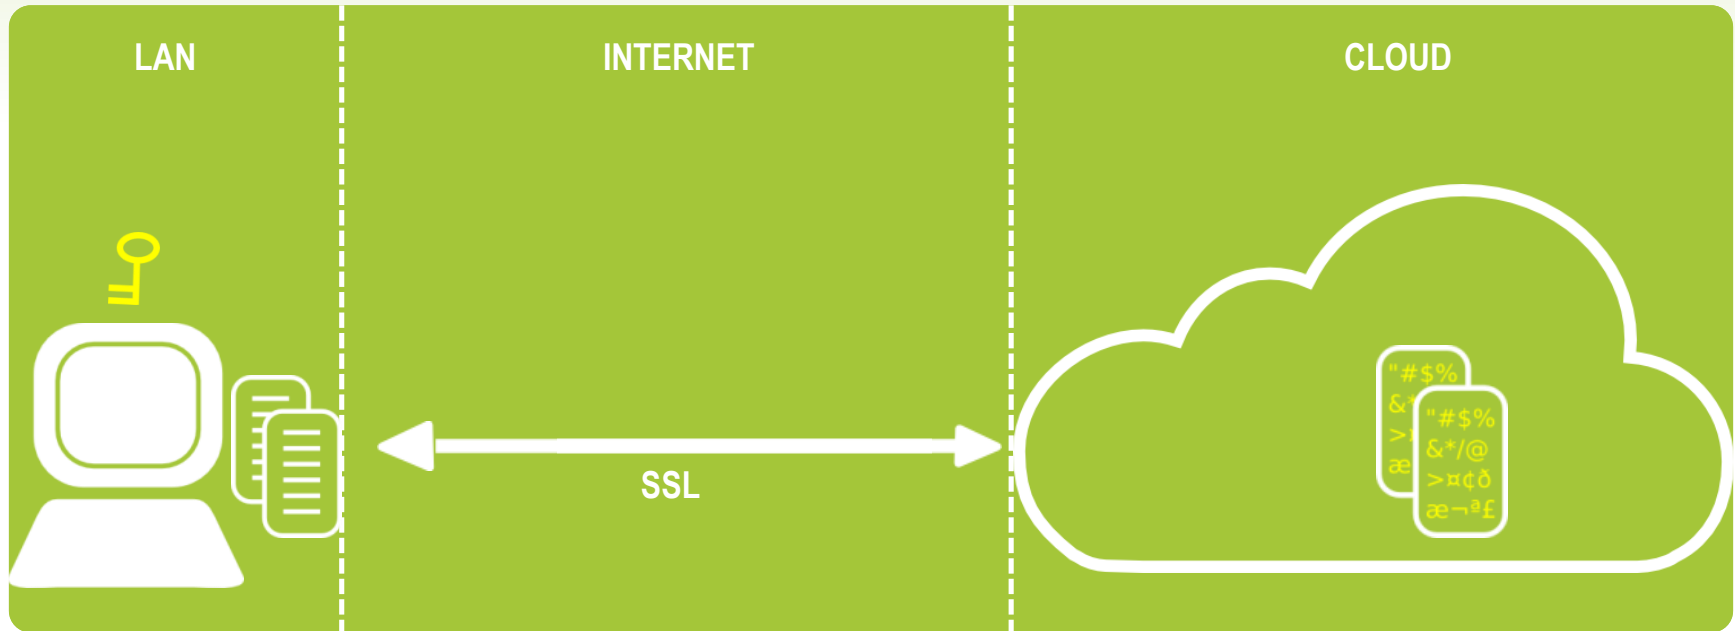 LAN
INTERNET
CLOUD
SSL
"#$%
&*
>¤
æ
"#$%
&*/@
>¤¢ð
æ¬ª£